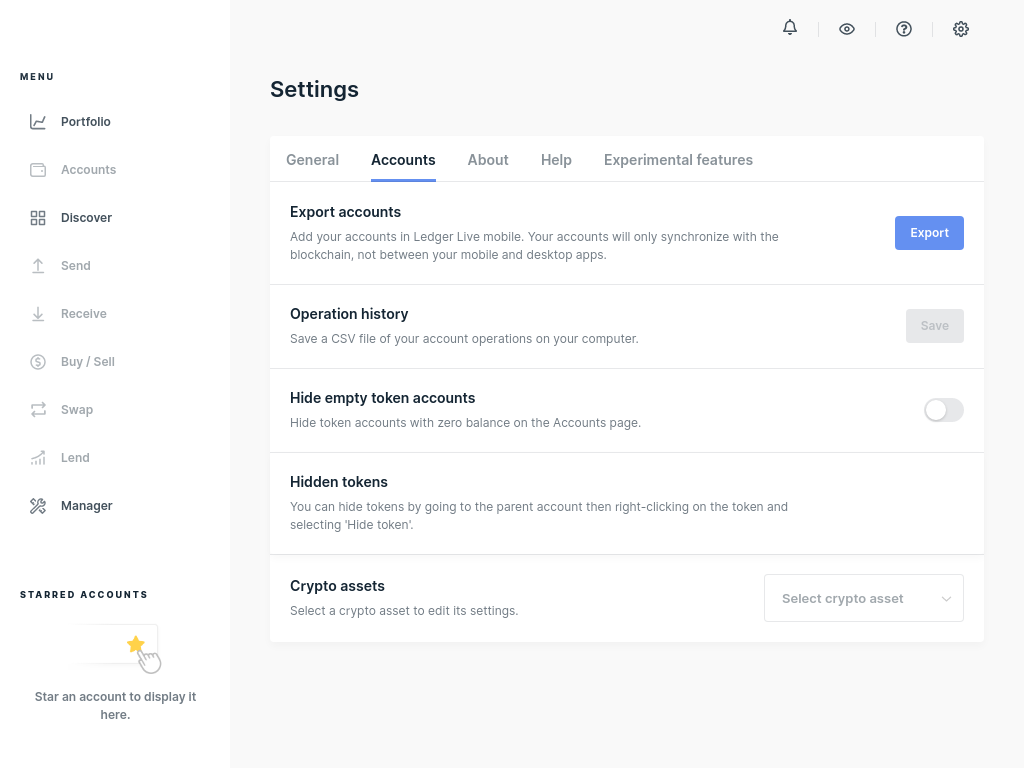 MENU
Portfolio
Accounts
Discover
Send
Receive
Buy / Sell
Swap
Lend
Manager
STARRED ACCOUNTS
Star an account to display it
here.
Settings
General Accounts About Help Experimental features
Export accounts
Add your accounts in Ledger Live mobile. Your accounts will only synchronize with the
blockchain, not between your mobile and desktop apps.
Export
Operation history
Save a CSV file of your account operations on your computer.
Save
Hide empty token accounts
Hide token accounts with zero balance on the Accounts page.
Hidden tokens
You can hide tokens by going to the parent account then right-clicking on the token and
selecting 'Hide token'.
Crypto assets
Select a crypto asset to edit its settings.
Select crypto asset